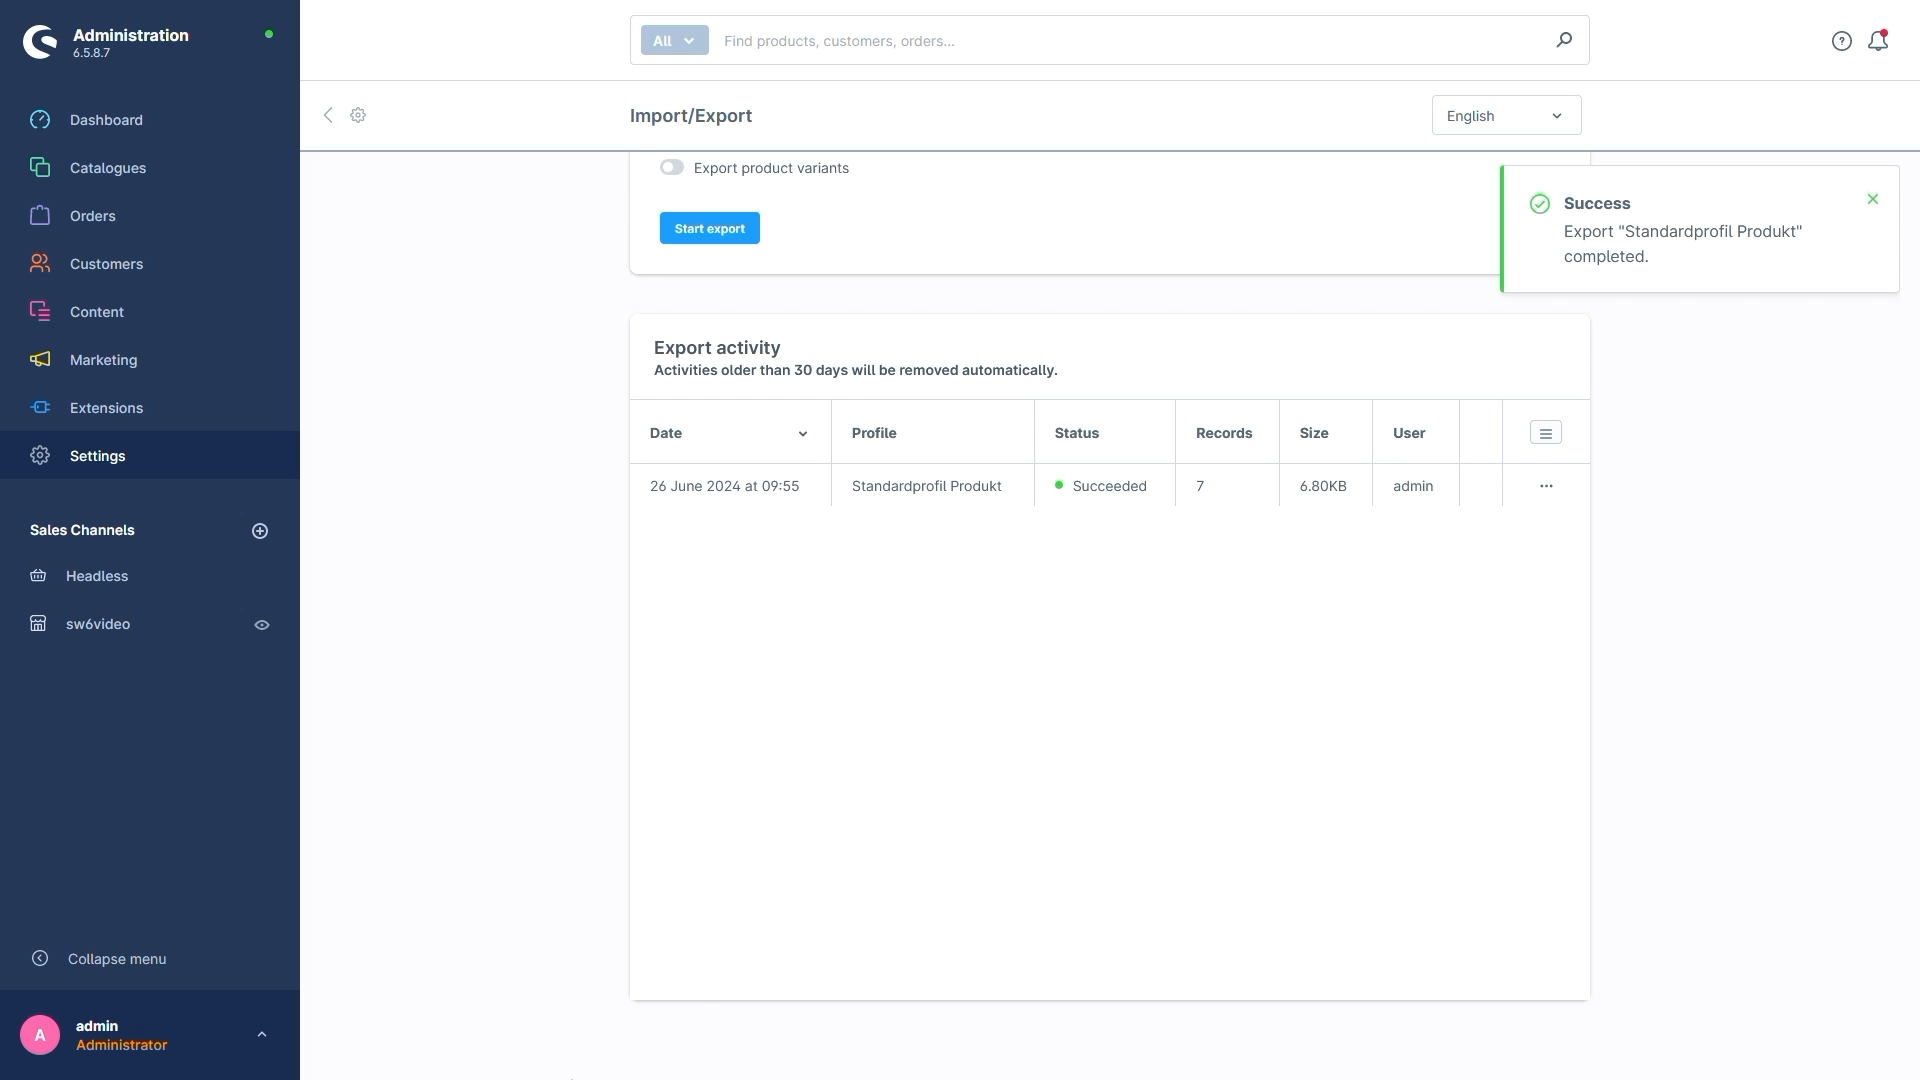 Administration
6.5.8.7
Dashboard
Catalogues
Orders
Customers
Content
Marketing
Extensions
Settings
Sales Channels
Headless
sw6video
Collapse menu
A
admin
Administrator
All
Find products, customers, orders...
Import/Export
English
Export product variants
Start export
Success
Export "Standardprofil Produkt"
completed.
Export activity
Activities older than 30 days will be removed automatically.
Date Profile Status Records Size User
26 June 2024 at 09:55 Standardprofil Produkt Succeeded 7 6.80KB admin